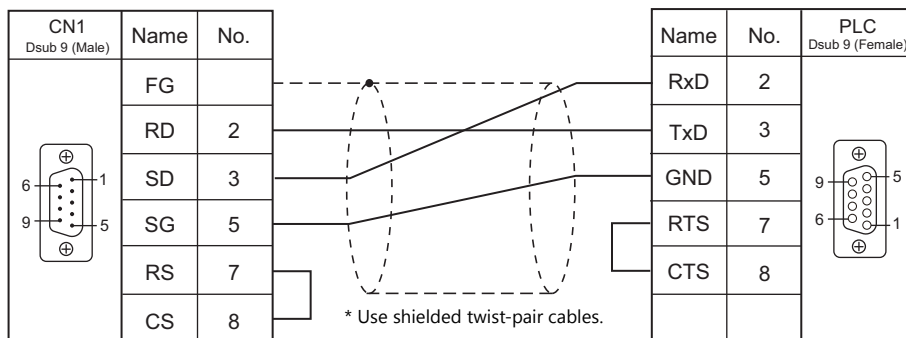 CN1
Dsub 9 (Male)
Name No.
FG
RD 2
SD 3
SG 5
RS 7
CS 8
6 1
9 5
* Use shielded twist-pair cables.
Name No.
PLC
Dsub 9 (Female)
RxD 2
TxD 3
GND 5
RTS 7
CTS 8
9 5
6 1